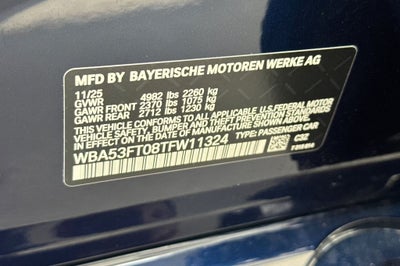 MFD BY BAYERISCHE MOTOREN WERKE AG
11/25
GVWR 4982 lbs 2260 kg
GAWR FRONT 2370 lbs 1075 kg
GAWR REAR 2712 lbs 1230 kg
THIS VEHICLE CONFORMS TO ALL APPLICABLE
FEDERAL MOTOR VEHICLE SAFETY, BUMPER,
AND THEFT PREVENTION STANDARDS IN EFFECT
ON THE DATE OF MANUFACTURE SHOWN ABOVE.
WBA53FT08TFW11324 TYPE: PASSENGER CAR
C3Z